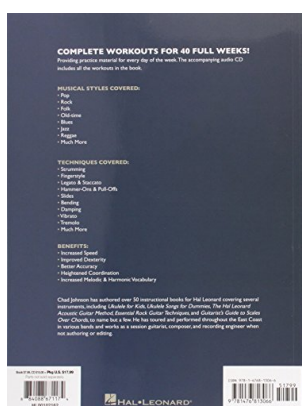 COMPLETE WORKOUTS FOR 40 FULL WEEKS!
Providing practice material for every day of the week. The accompanying audio CD
includes all the workouts in the book.
MUSICAL STYLES COVERED:
• Pop
• Rock
• Folk
• Old-time
• Blues
• Jazz
• Reggae
• Much More
TECHNIQUES COVERED:
• Strumming
• Fingerstyle
• Legato & Staccato
• Hammer-Ons & Pull-Offs
• Slides
• Bending
• Damping
• Vibrato
• Tremolo
• Much More
BENEFITS:
• Increased Speed
• Improved Dexterity
• Better Accuracy
• Heightened Coordination
• Increased Melodic & Harmonic Vocabulary
Chad Johnson has authored over 50 instructional books for Hal Leonard covering several
instruments, including Ukulele for Kids, Ukulele Songs for Dummies, The Hal Leonard
Acoustic Guitar Method, Essential Rock Guitar Techniques, and Guitarist's Guide to Scales
Over Chords, to name but a few. He has toured and performed throughout the East Coast
in various bands and works as a session guitarist, composer, and recording engineer when
not authoring.
U.S. $17.99
HAL•LEONARD
51799